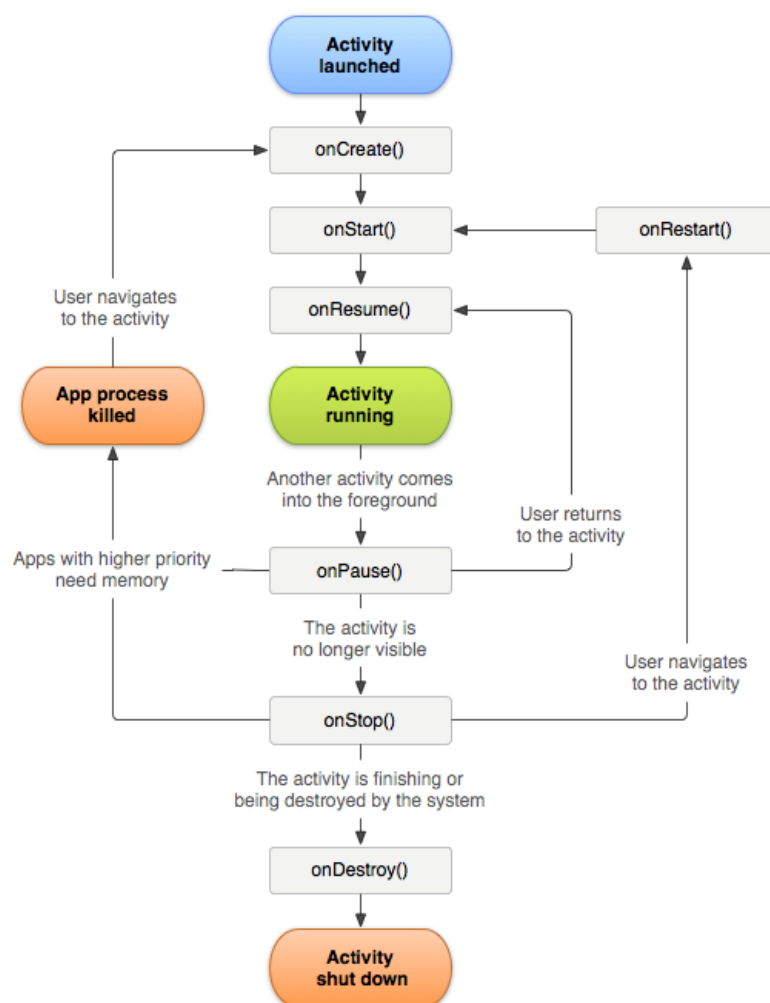 Activity
launched
onCreate()
onStart()
onRestart()
User navigates
to the activity
onResume()
App process
killed
Activity
running
Another activity comes
into the foreground
User returns
to the activity
Apps with higher priority
need memory
onPause()
The activity is
no longer visible
User navigates
to the activity
onStop()
The activity is finishing or
being destroyed by the system
onDestroy()
Activity
shut down